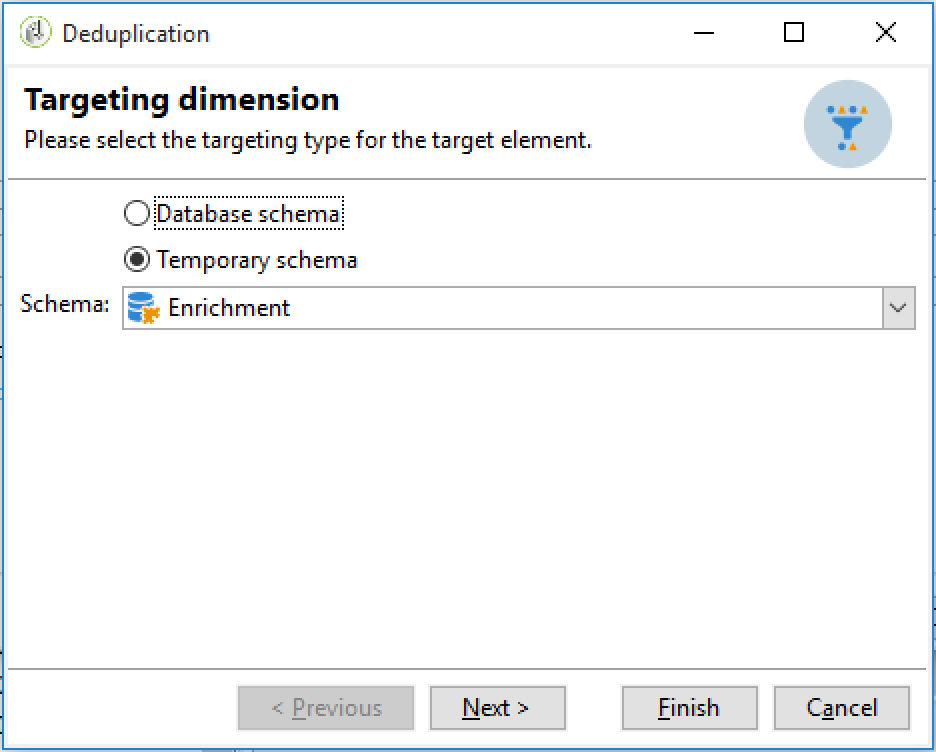 Deduplication
Targeting dimension
Please select the targeting type for the target element.
Database schema
Temporary schema
Schema: Enrichment
< Previous Next > Finish Cancel